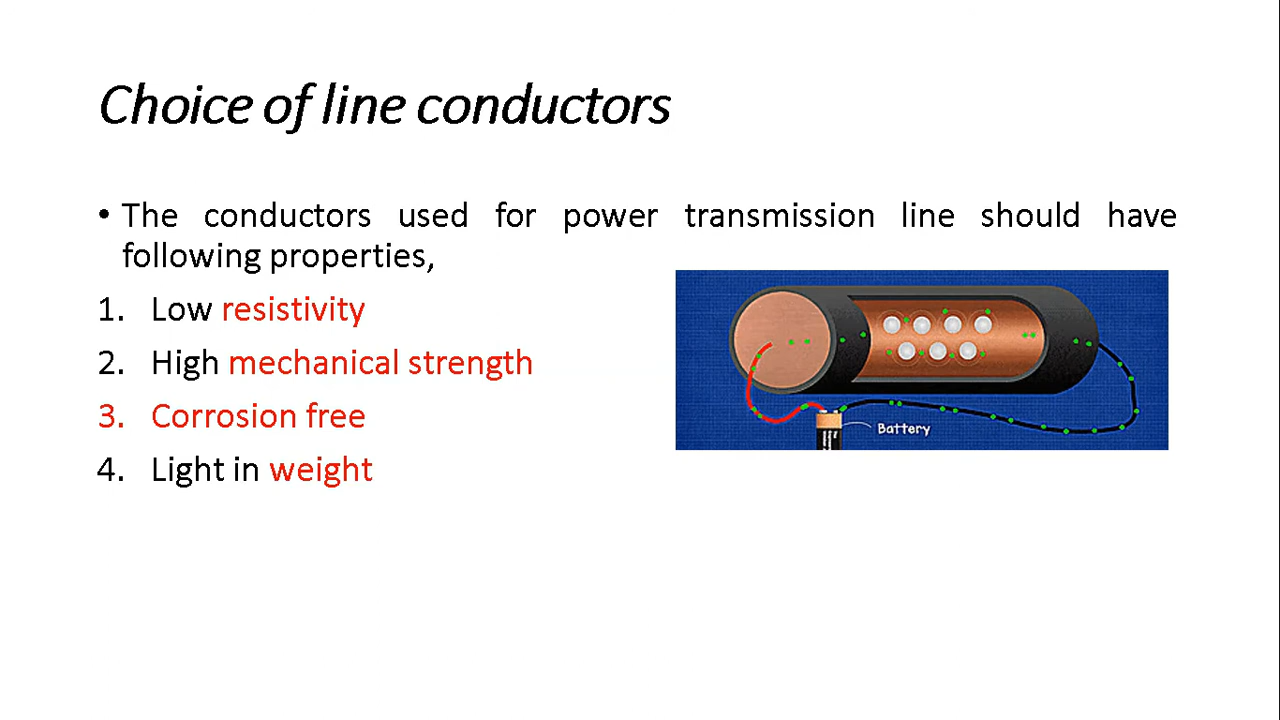 Choice of line conductors
• The conductors used for power transmission line should have
following properties,
1. Low resistivity
2. High mechanical strength
3. Corrosion free
4. Light in weight
Battery